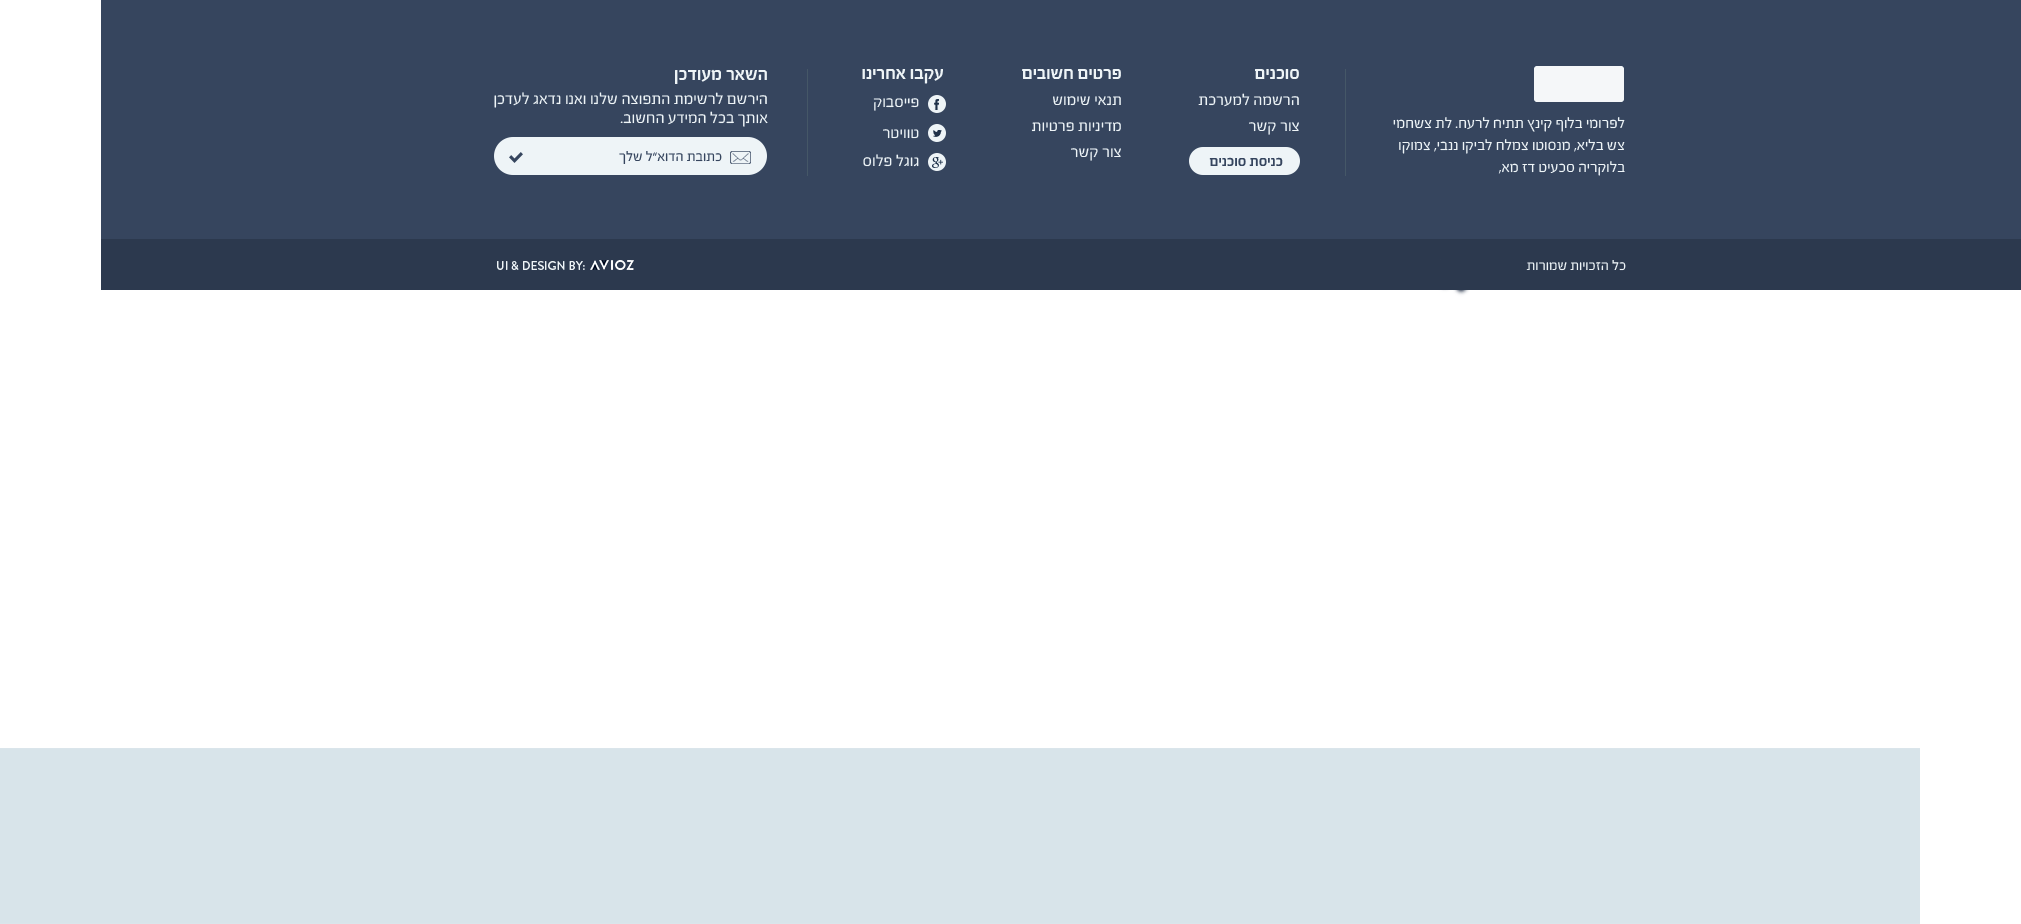 לפרומי בלוף קינץ תתיח לרעח. לת צשחמי
צש בליא, מנסוטו צמלח לביקו ננבי, צמוקו
בלוקריה סכעיט דז מא,
סוכנים
הרשמה למערכת
צור קשר
כניסת סוכנים
פרטים חשובים
תנאי שימוש
מדיניות פרטיות
צור קשר
עקבו אחרינו
פייסבוק
טוויטר
גוגל פלוס
השאר מעודכן
הירשם לרשימת התפוצה שלנו ואנו נדאג לעדכן
אותך בכל המידע החשוב.
כתובת הדוא״ל שלך
כל הזכויות שמורות
UI & DESIGN BY: AVIOZ